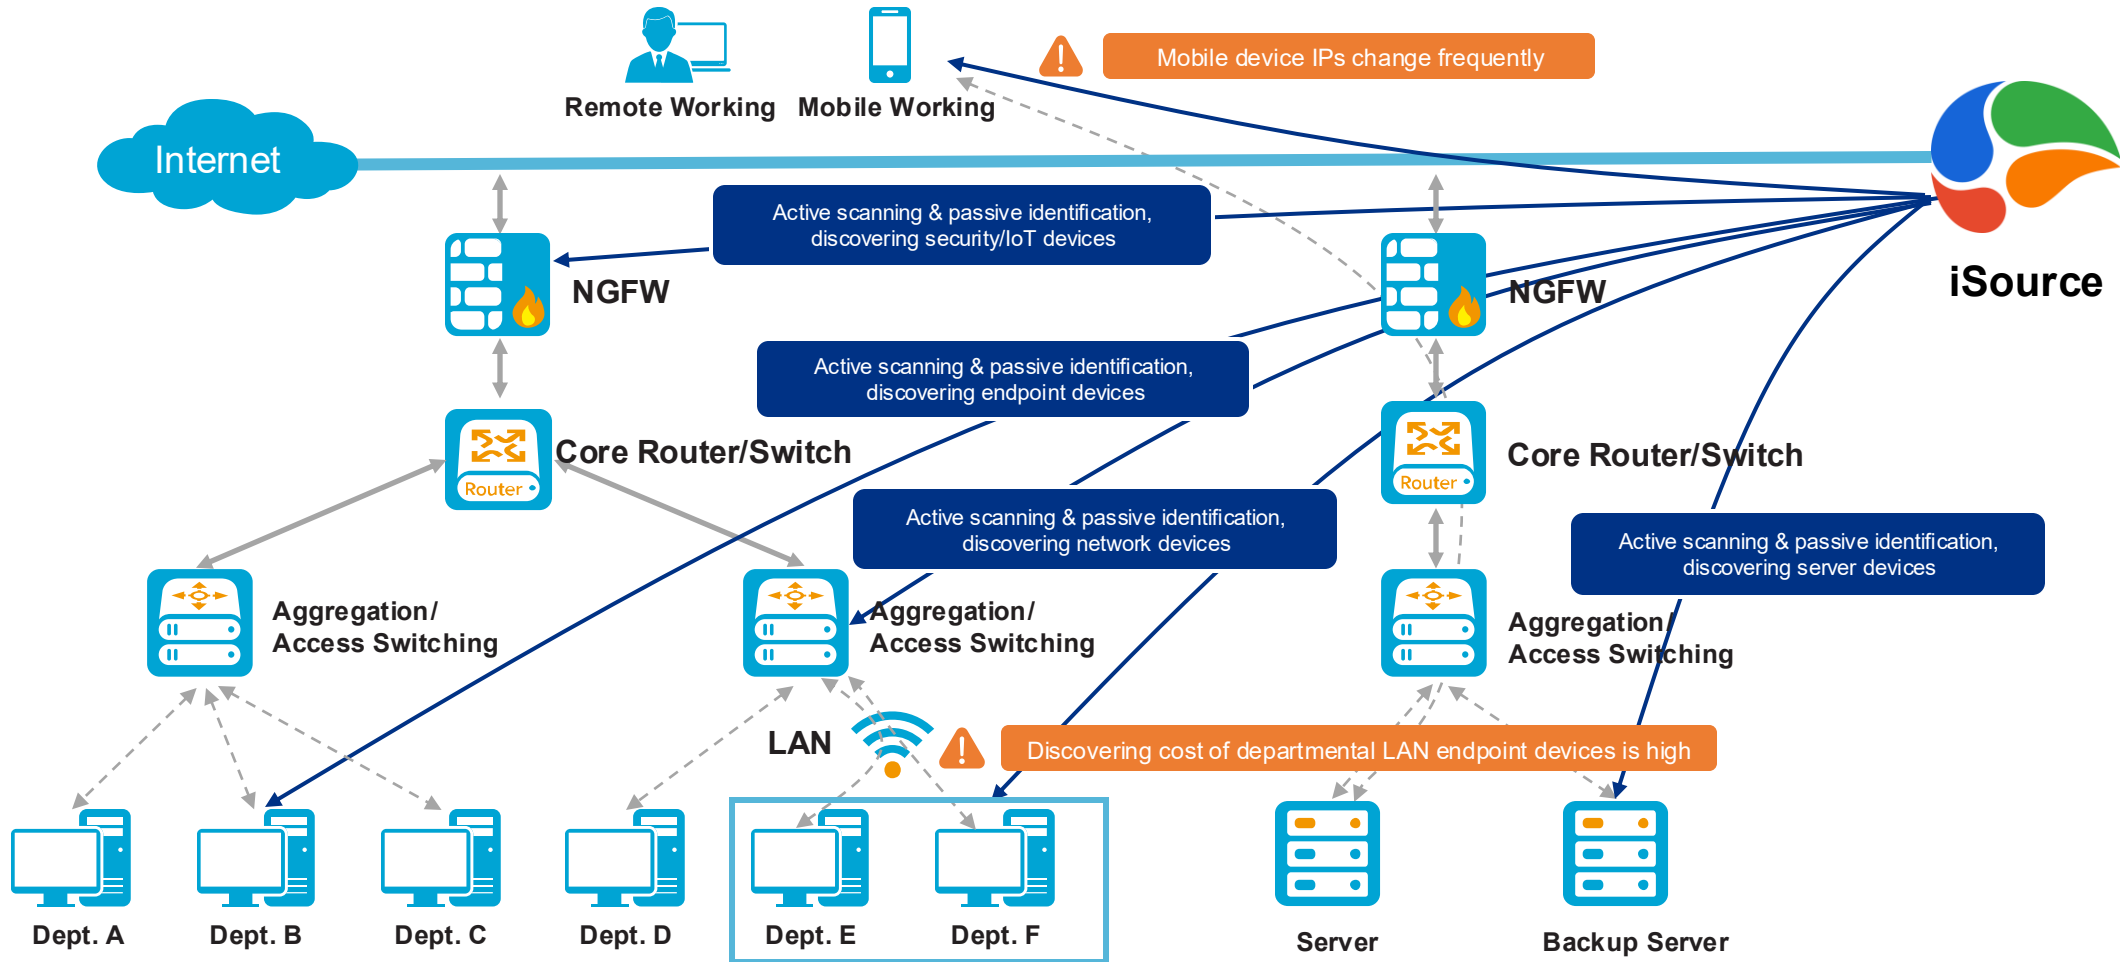 Remote Working
Mobile Working
Mobile device IPs change frequently
Internet
iSource
Active scanning & passive identification,
discovering security/IoT devices
NGFW
NGFW
Active scanning & passive identification,
discovering endpoint devices
Core Router/Switch
Router
Core Router/Switch
Router
Active scanning & passive identification,
discovering network devices
Active scanning & passive identification,
discovering server devices
Aggregation/
Access Switching
Aggregation/
Access Switching
Aggregation/
Access Switching
LAN
Discovering cost of departmental LAN endpoint devices is high
Dept. A
Dept. B
Dept. C
Dept. D
Dept. E
Dept. F
Server
Backup Server